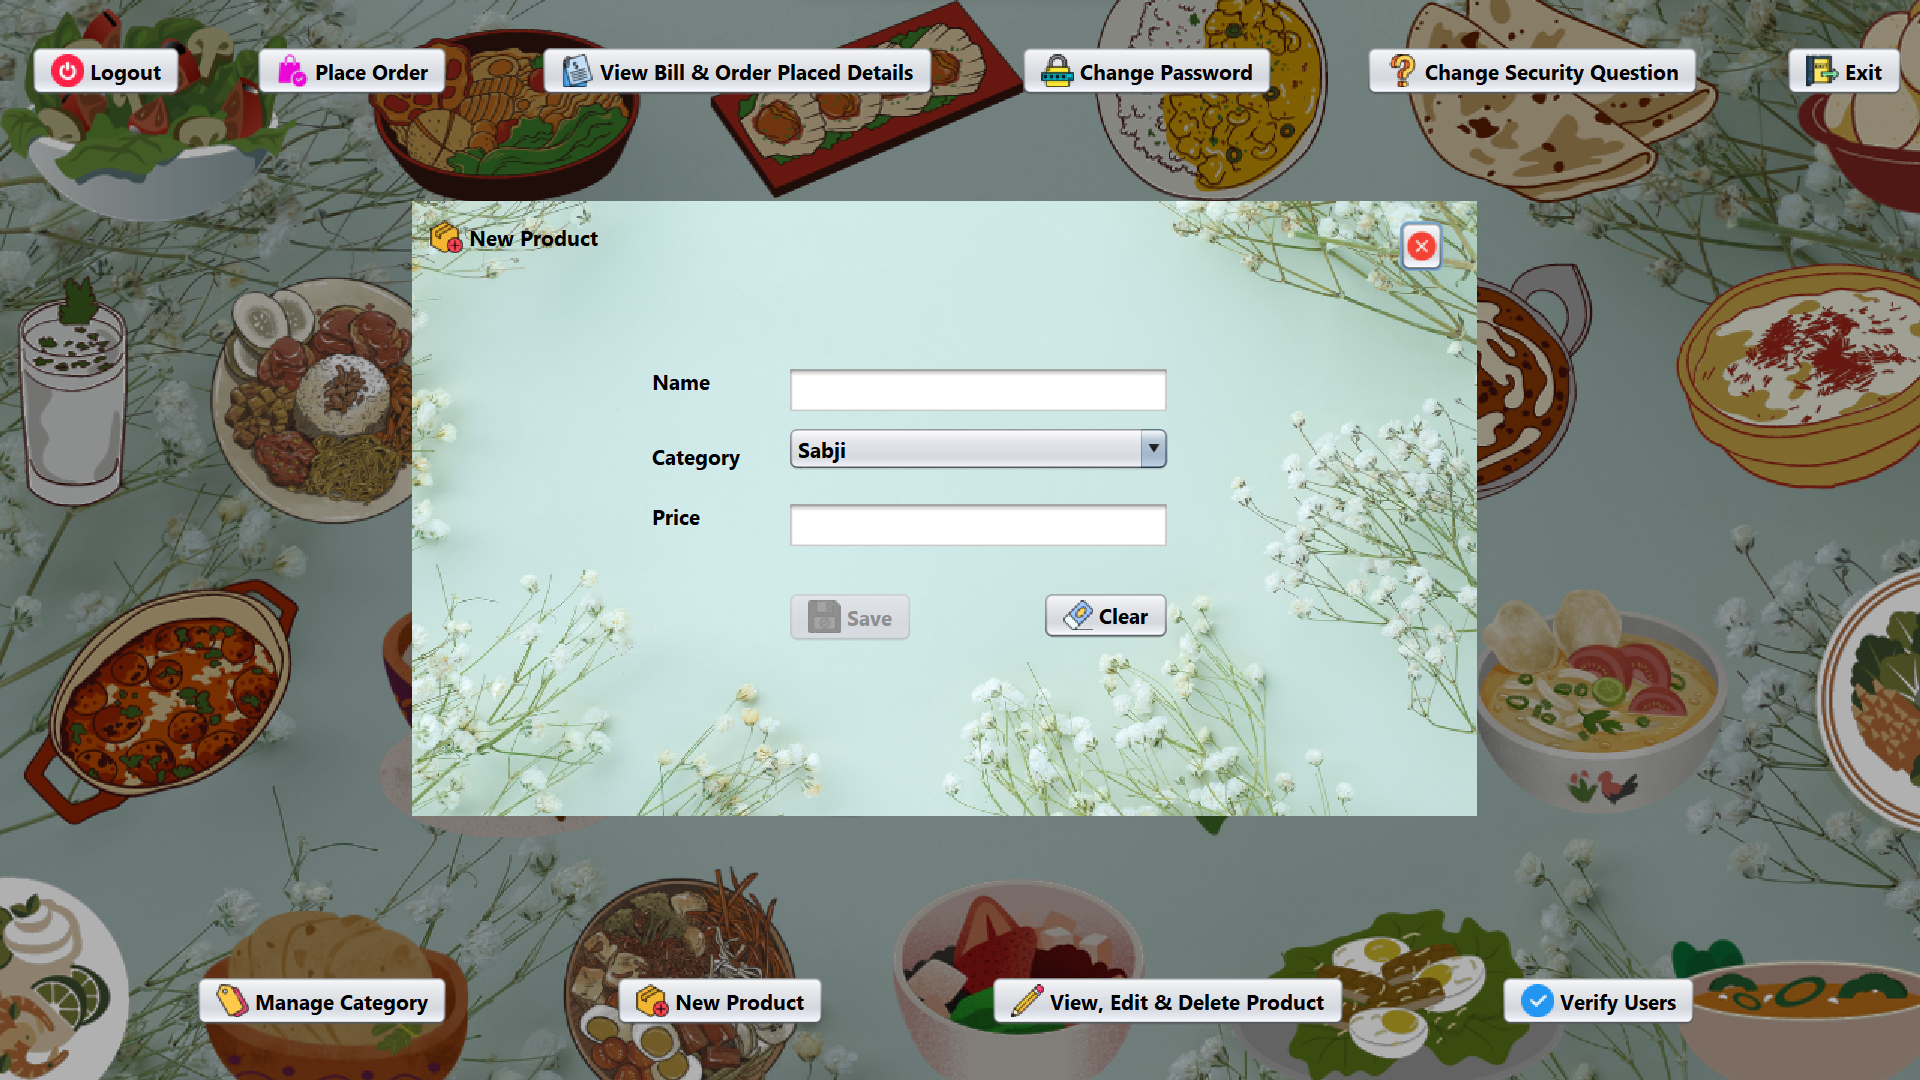 Logout
Place Order
View Bill & Order Placed Details
Change Password
Change Security Question
Exit
New Product
Name
Category
Sabji
Price
Save
Clear
Manage Category
New Product
View, Edit & Delete Product
Verify Users